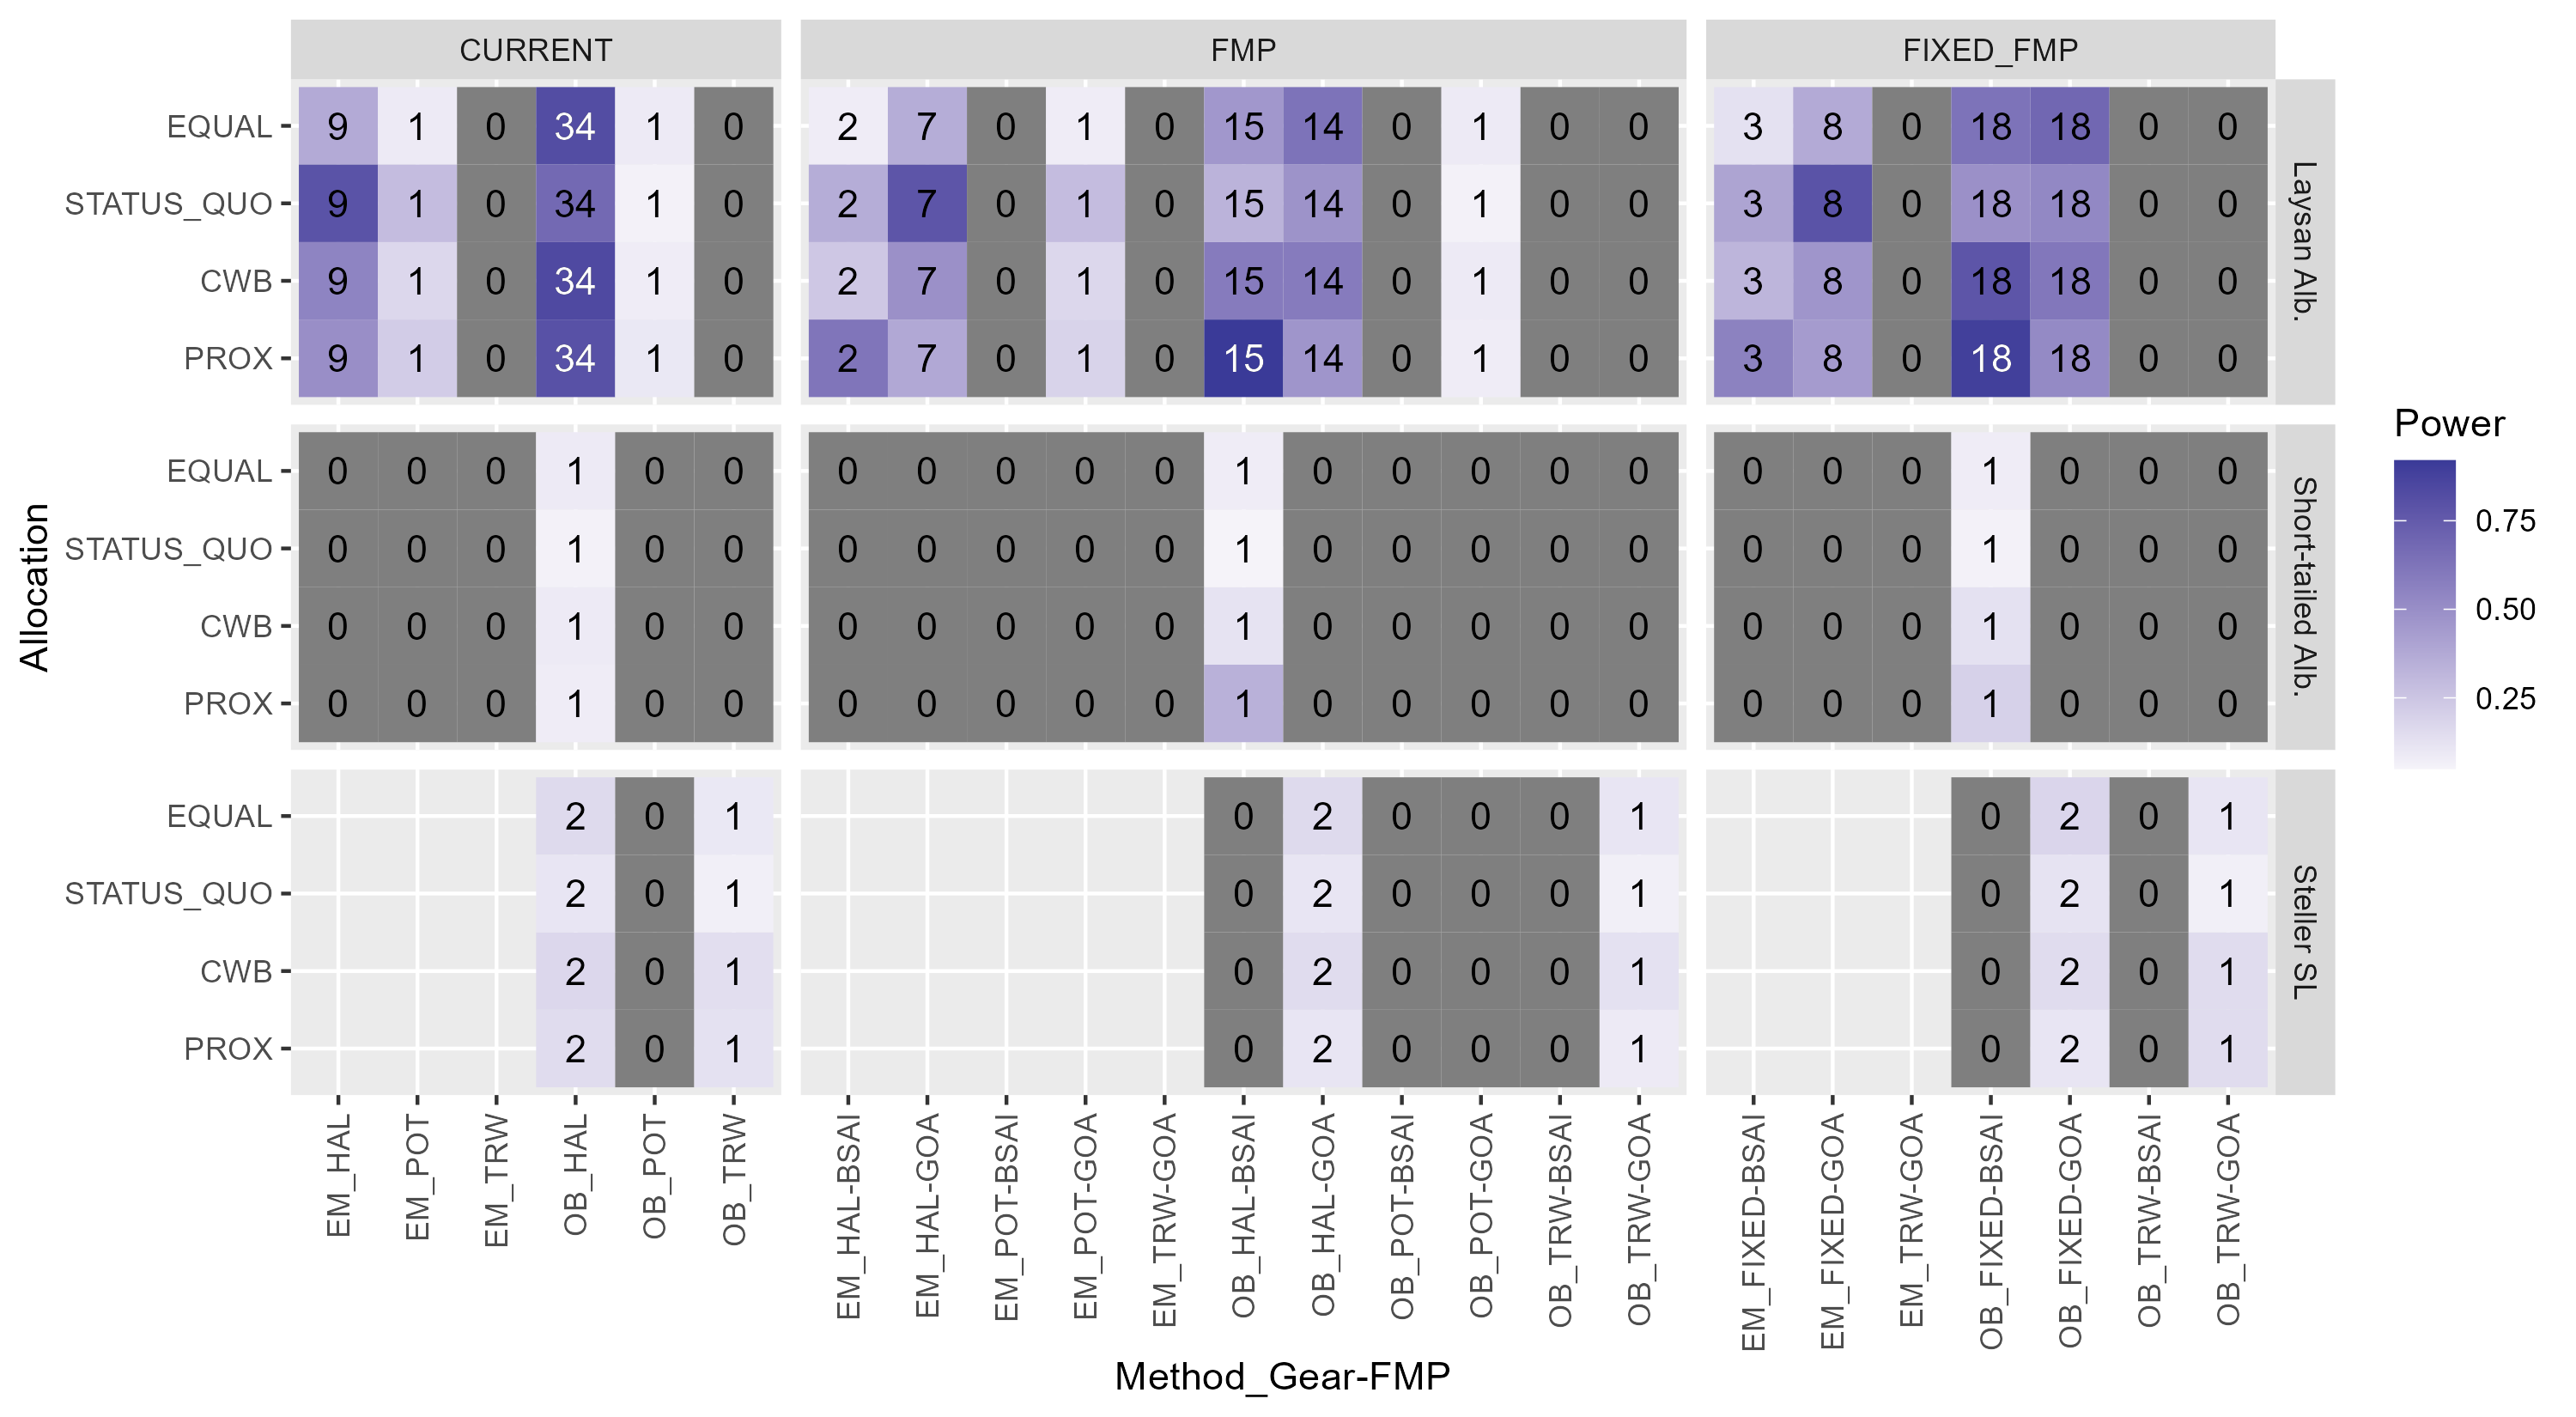 CURRENT FMP FIXED_FMP
EQUAL 9 1 0 34 1 0 2 7 0 1 0 15 14 0 1 0 0 3 8 0 18 18 0 0
STATUS_QUO 9 1 0 34 1 0 2 7 0 1 0 15 14 0 1 0 0 3 8 0 18 18 0 0
CWB 9 1 0 34 1 0 2 7 0 1 0 15 14 0 1 0 0 3 8 0 18 18 0 0
PROX 9 1 0 34 1 0 2 7 0 1 0 15 14 0 1 0 0 3 8 0 18 18 0 0
Laysan Alb.
EQUAL 0 0 0 1 0 0 0 0 0 0 0 1 0 0 0 0 0 0 0 0 1 0 0 0
STATUS_QUO 0 0 0 1 0 0 0 0 0 0 0 1 0 0 0 0 0 0 0 0 1 0 0 0
CWB 0 0 0 1 0 0 0 0 0 0 0 1 0 0 0 0 0 0 0 0 1 0 0 0
PROX 0 0 0 1 0 0 0 0 0 0 0 1 0 0 0 0 0 0 0 0 1 0 0 0
Short-tailed Alb.
EQUAL 2 0 1 0 2 0 0 0 1 0 2 0 1
STATUS_QUO 2 0 1 0 2 0 0 0 1 0 2 0 1
CWB 2 0 1 0 2 0 0 0 1 0 2 0 1
PROX 2 0 1 0 2 0 0 0 1 0 2 0 1
Steller SL
Allocation
EM_HAL
EM_POT
EM_TRW
OB_HAL
OB_POT
OB_TRW
EM_HAL-BSAI
EM_HAL-GOA
EM_POT-BSAI
EM_POT-GOA
EM_TRW-GOA
OB_HAL-BSAI
OB_HAL-GOA
OB_POT-BSAI
OB_POT-GOA
OB_TRW-BSAI
OB_TRW-GOA
EM_FIXED-BSAI
EM_FIXED-GOA
EM_TRW-GOA
OB_FIXED-BSAI
OB_FIXED-GOA
OB_TRW-BSAI
OB_TRW-GOA
Method_Gear-FMP
Power
0.75
0.50
0.25